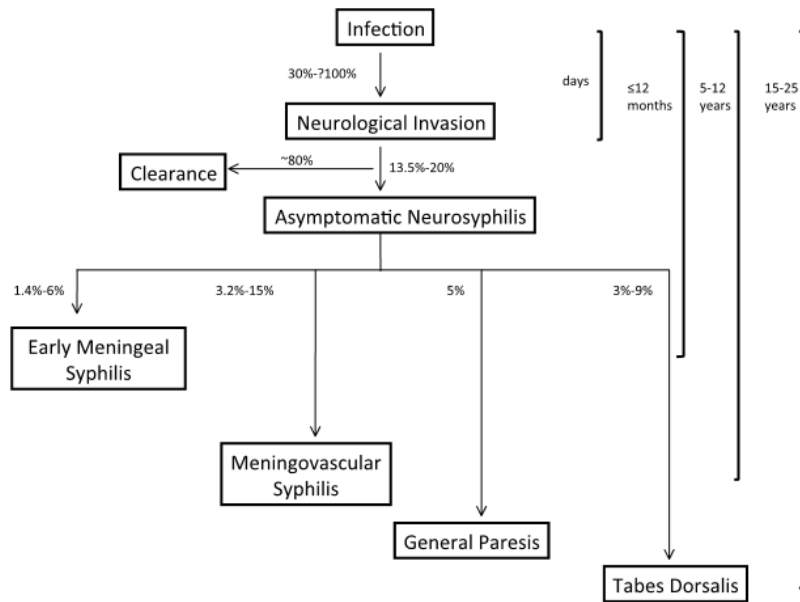 Infection
30%-?100%
days
≤12
months
5-12
years
15-25
years
Neurological Invasion
Clearance
~80%
13.5%-20%
Asymptomatic Neurosyphilis
1.4%-6%
3.2%-15%
5%
3%-9%
Early Meningeal
Syphilis
Meningovascular
Syphilis
General Paresis
Tabes Dorsalis